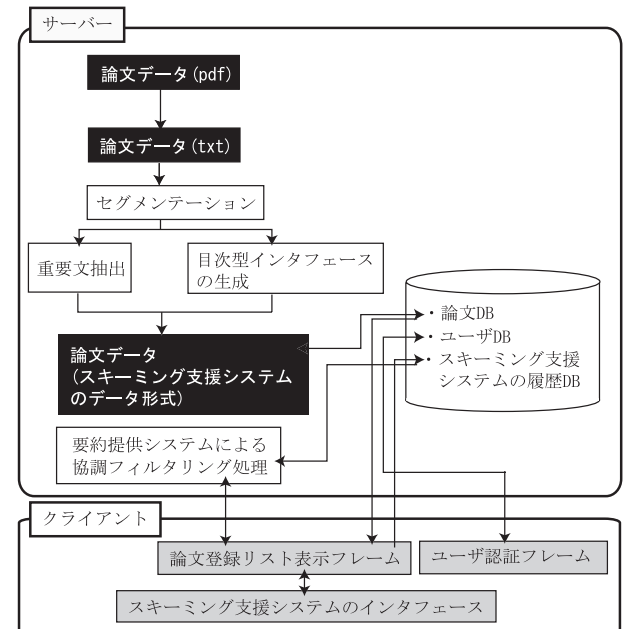 サーバー
論文データ(pdf)
論文データ(txt)
セグメンテーション
重要文抽出
目次型インタフェース
の生成
論文データ
(スキーミング支援システム
のデータ形式)
・論文DB
・ユーザDB
・スキーミング支援
システムの履歴DB
要約提供システムによる
協調フィルタリング処理
クライアント
論文登録リスト表示フレーム
ユーザ認証フレーム
スキーミング支援システムのインタフェース